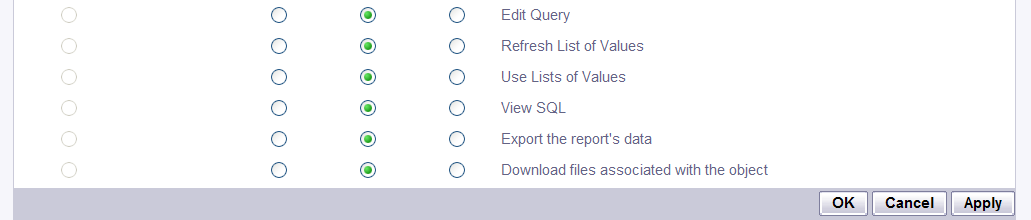 Edit Query
Refresh List of Values
Use Lists of Values
View SQL
Export the report's data
Download files associated with the object
OK Cancel Apply